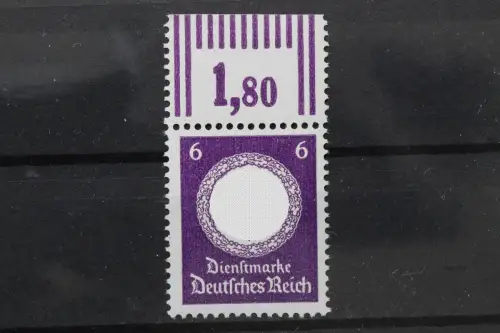 1,80
6 6
Dienstmarke
Deutsches Reich